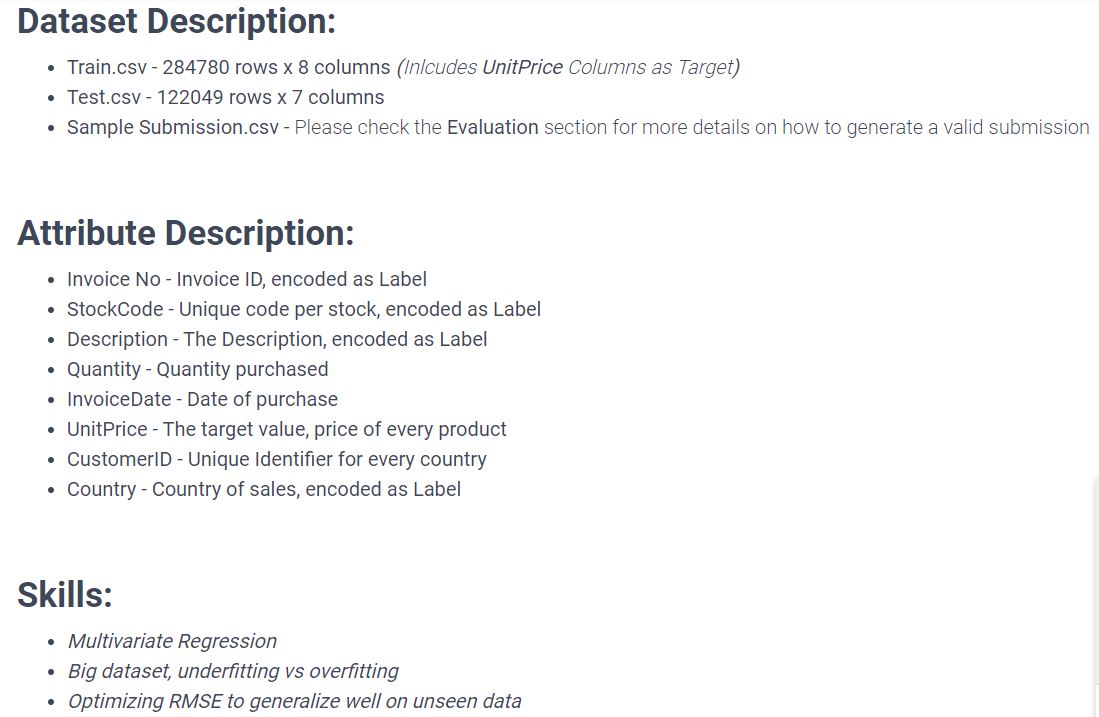 Dataset Description:
Train.csv - 284780 rows x 8 columns (Inlcudes UnitPrice Columns as Target)
Test.csv - 122049 rows x 7 columns
Sample Submission.csv - Please check the Evaluation section for more details on how to generate a valid submission
Attribute Description:
Invoice No - Invoice ID, encoded as Label
StockCode - Unique code per stock, encoded as Label
Description - The Description, encoded as Label
Quantity - Quantity purchased
InvoiceDate - Date of purchase
UnitPrice - The target value, price of every product
CustomerID - Unique Identifier for every country
Country - Country of sales, encoded as Label
Skills:
Multivariate Regression
Big dataset, underfitting vs overfitting
Optimizing RMSE to generalize well on unseen data